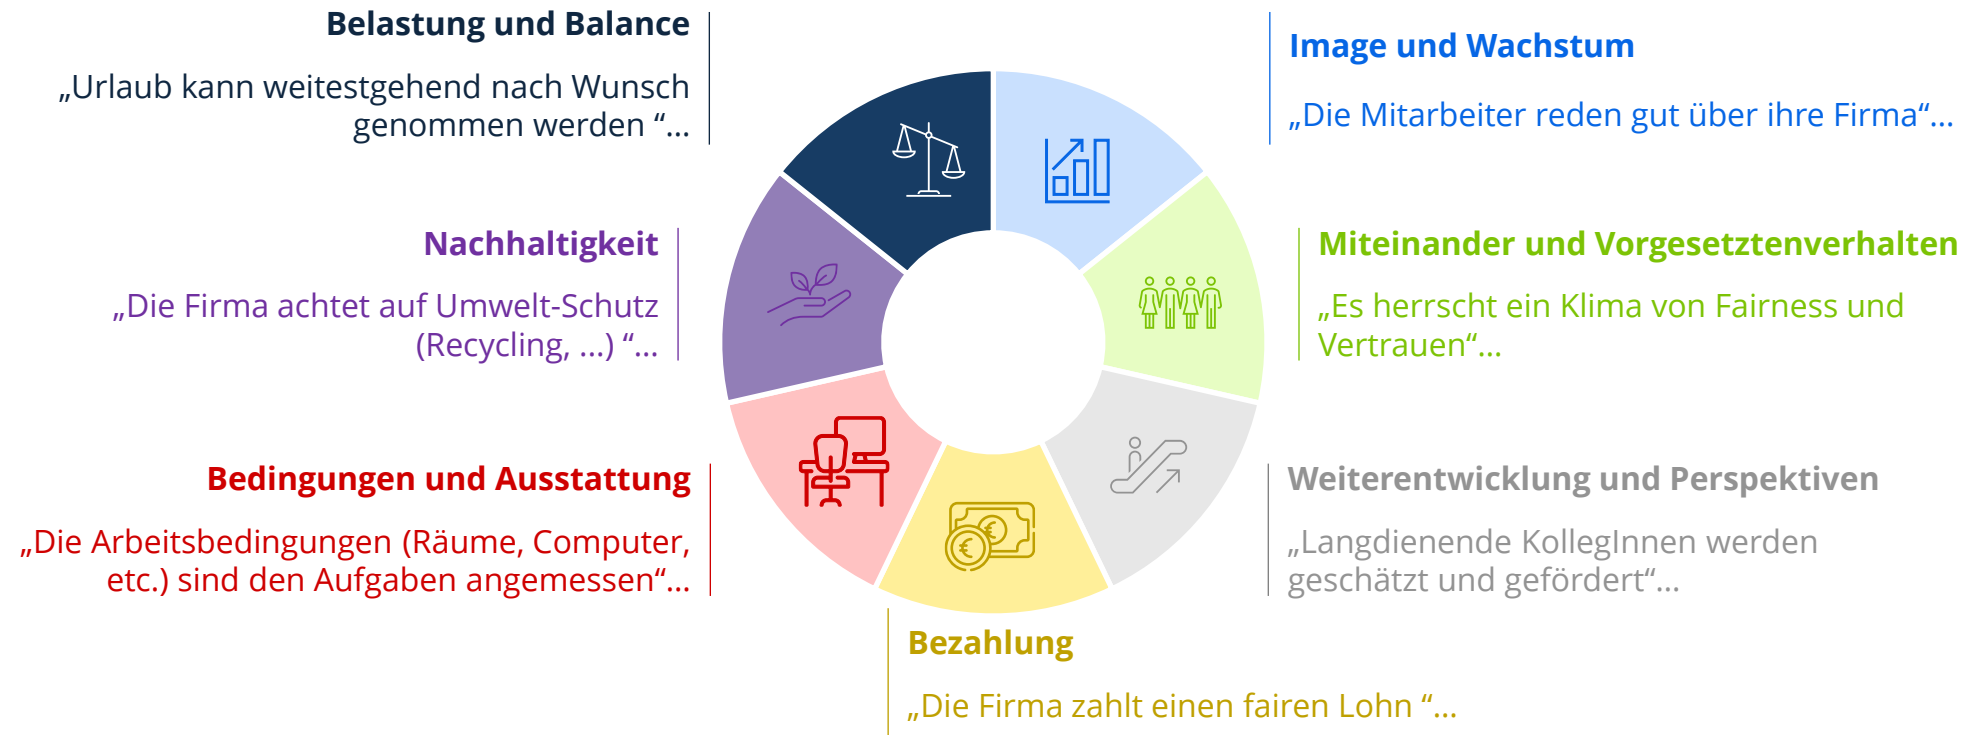 Belastung und Balance
„Urlaub kann weitestgehend nach Wunsch
genommen werden “...
Image und Wachstum
„Die Mitarbeiter reden gut über ihre Firma“...
Nachhaltigkeit
„Die Firma achtet auf Umwelt-Schutz
(Recycling, ...) “...
Miteinander und Vorgesetztenverhalten
„Es herrscht ein Klima von Fairness und
Vertrauen“...
Bedingungen und Ausstattung
„Die Arbeitsbedingungen (Räume, Computer,
etc.) sind den Aufgaben angemessen“...
Weiterentwicklung und Perspektiven
„Langdienende KollegInnen werden
geschätzt und gefördert“...
Bezahlung
„Die Firma zahlt einen fairen Lohn “...